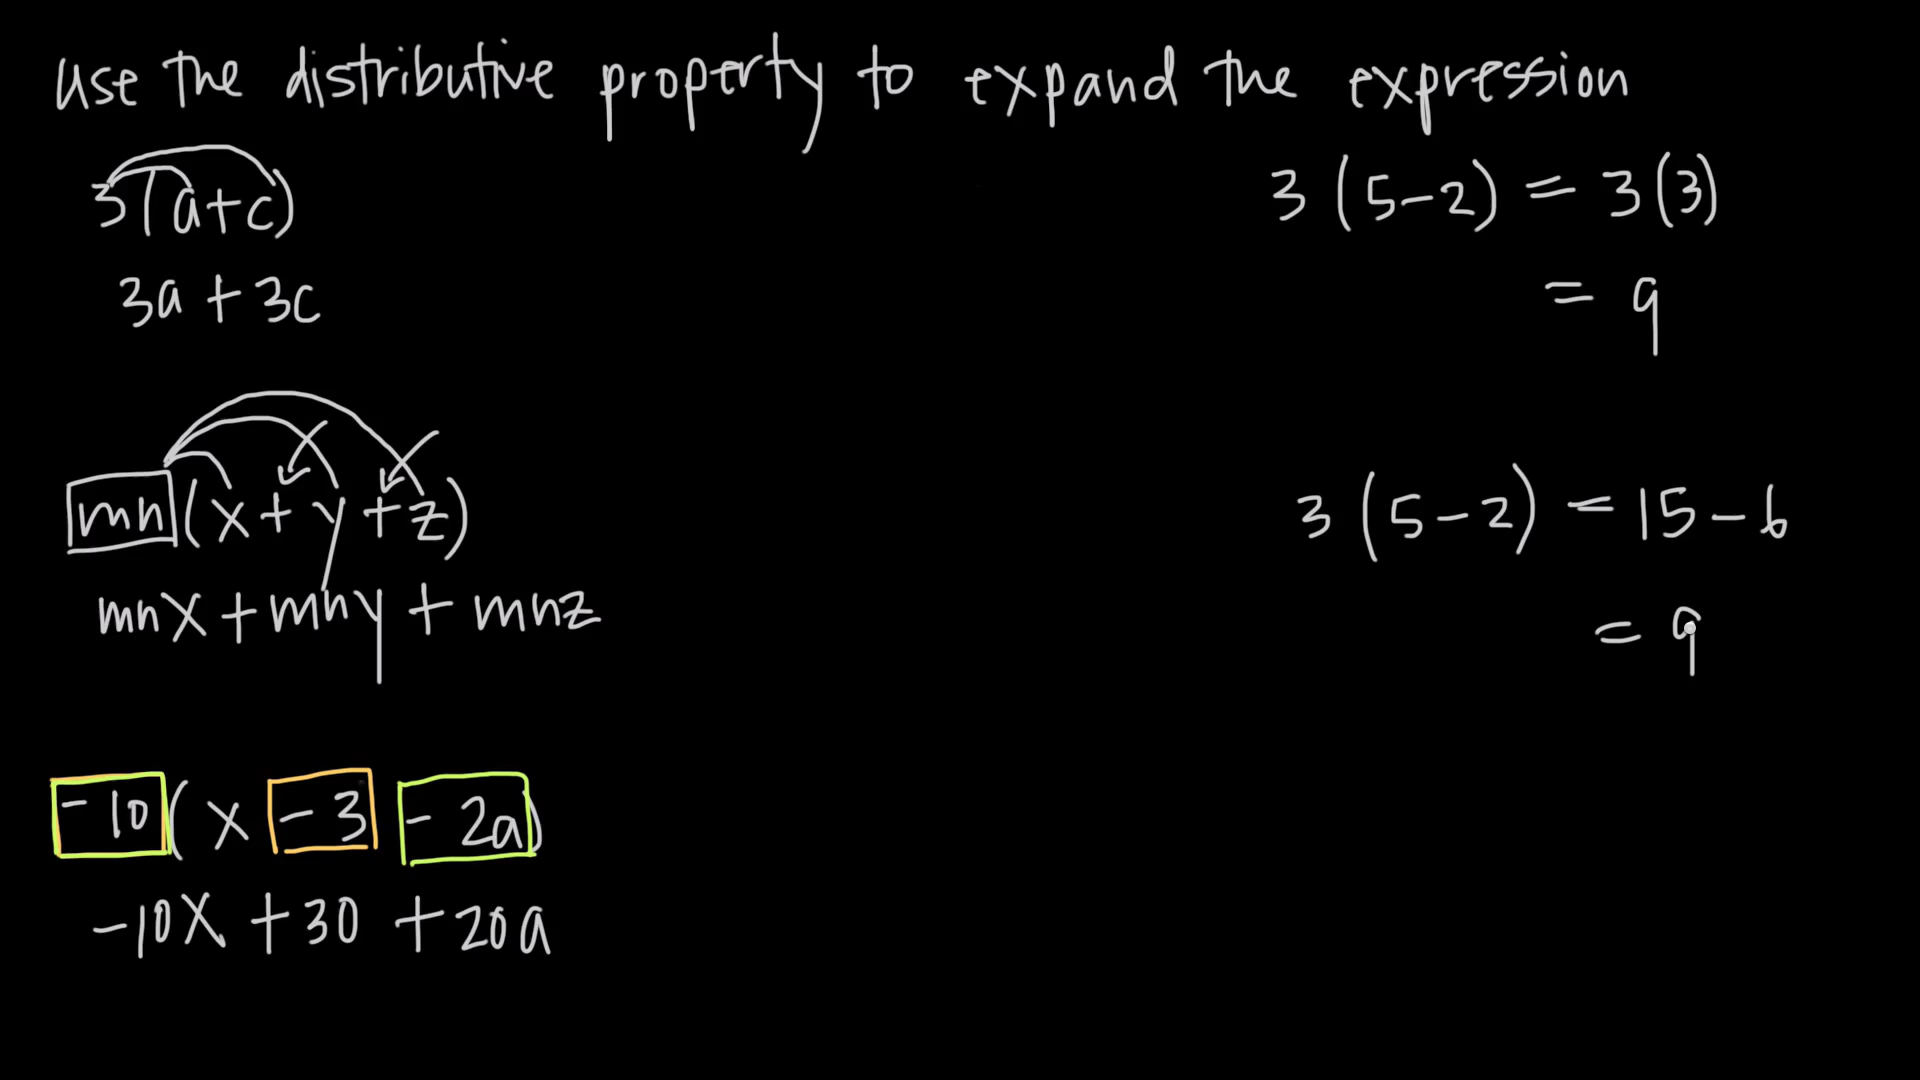 use the distributive property to expand the expression
3(a+c)
3a + 3c
mn(x+y+z)
mnx + mny + mnz
-10(x - 3 - 2a)
-10x + 30 + 20a
3(5-2) = 3(3)
= 9
3(5-2) = 15-6
= 9